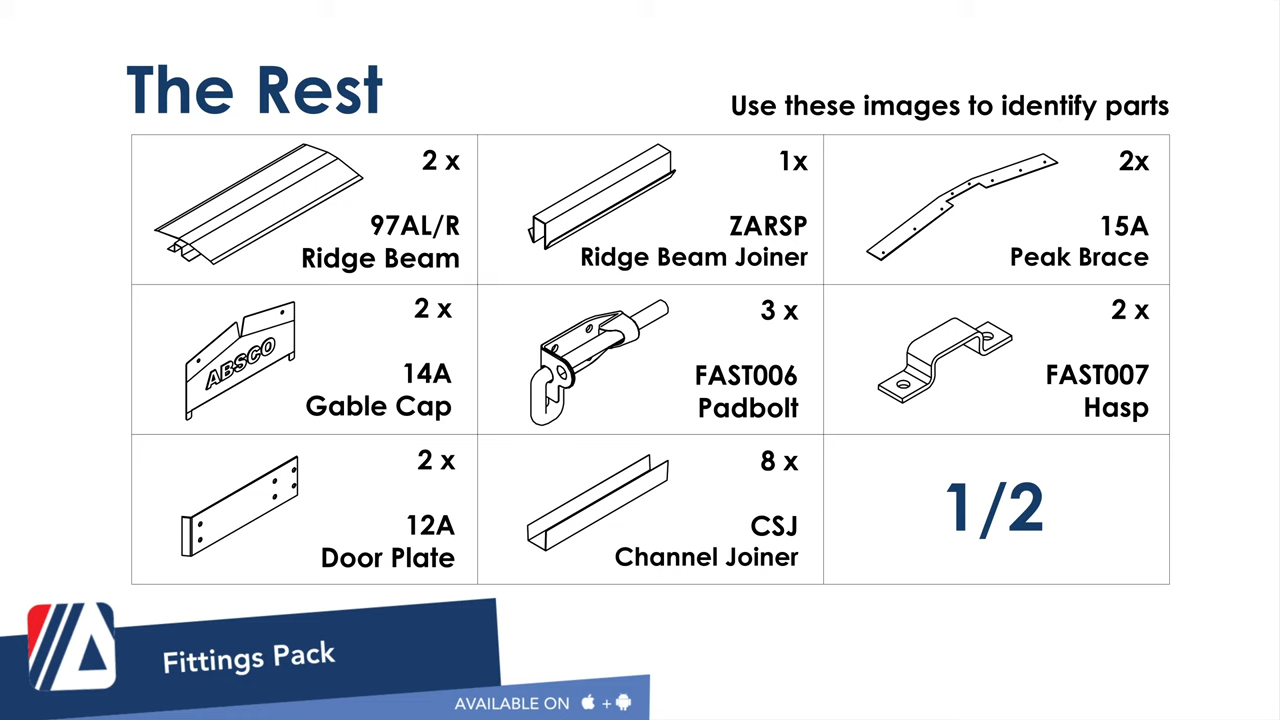 The Rest
Use these images to identify parts
2 x
97AL/R
Ridge Beam
1x
ZARSP
Ridge Beam Joiner
2x
15A
Peak Brace
2 x
ABSCO
14A
Gable Cap
3 x
FAST006
Padbolt
2 x
FAST007
Hasp
2 x
12A
Door Plate
8 x
CSJ
Channel Joiner
1/2
Fittings Pack
AVAILABLE ON +